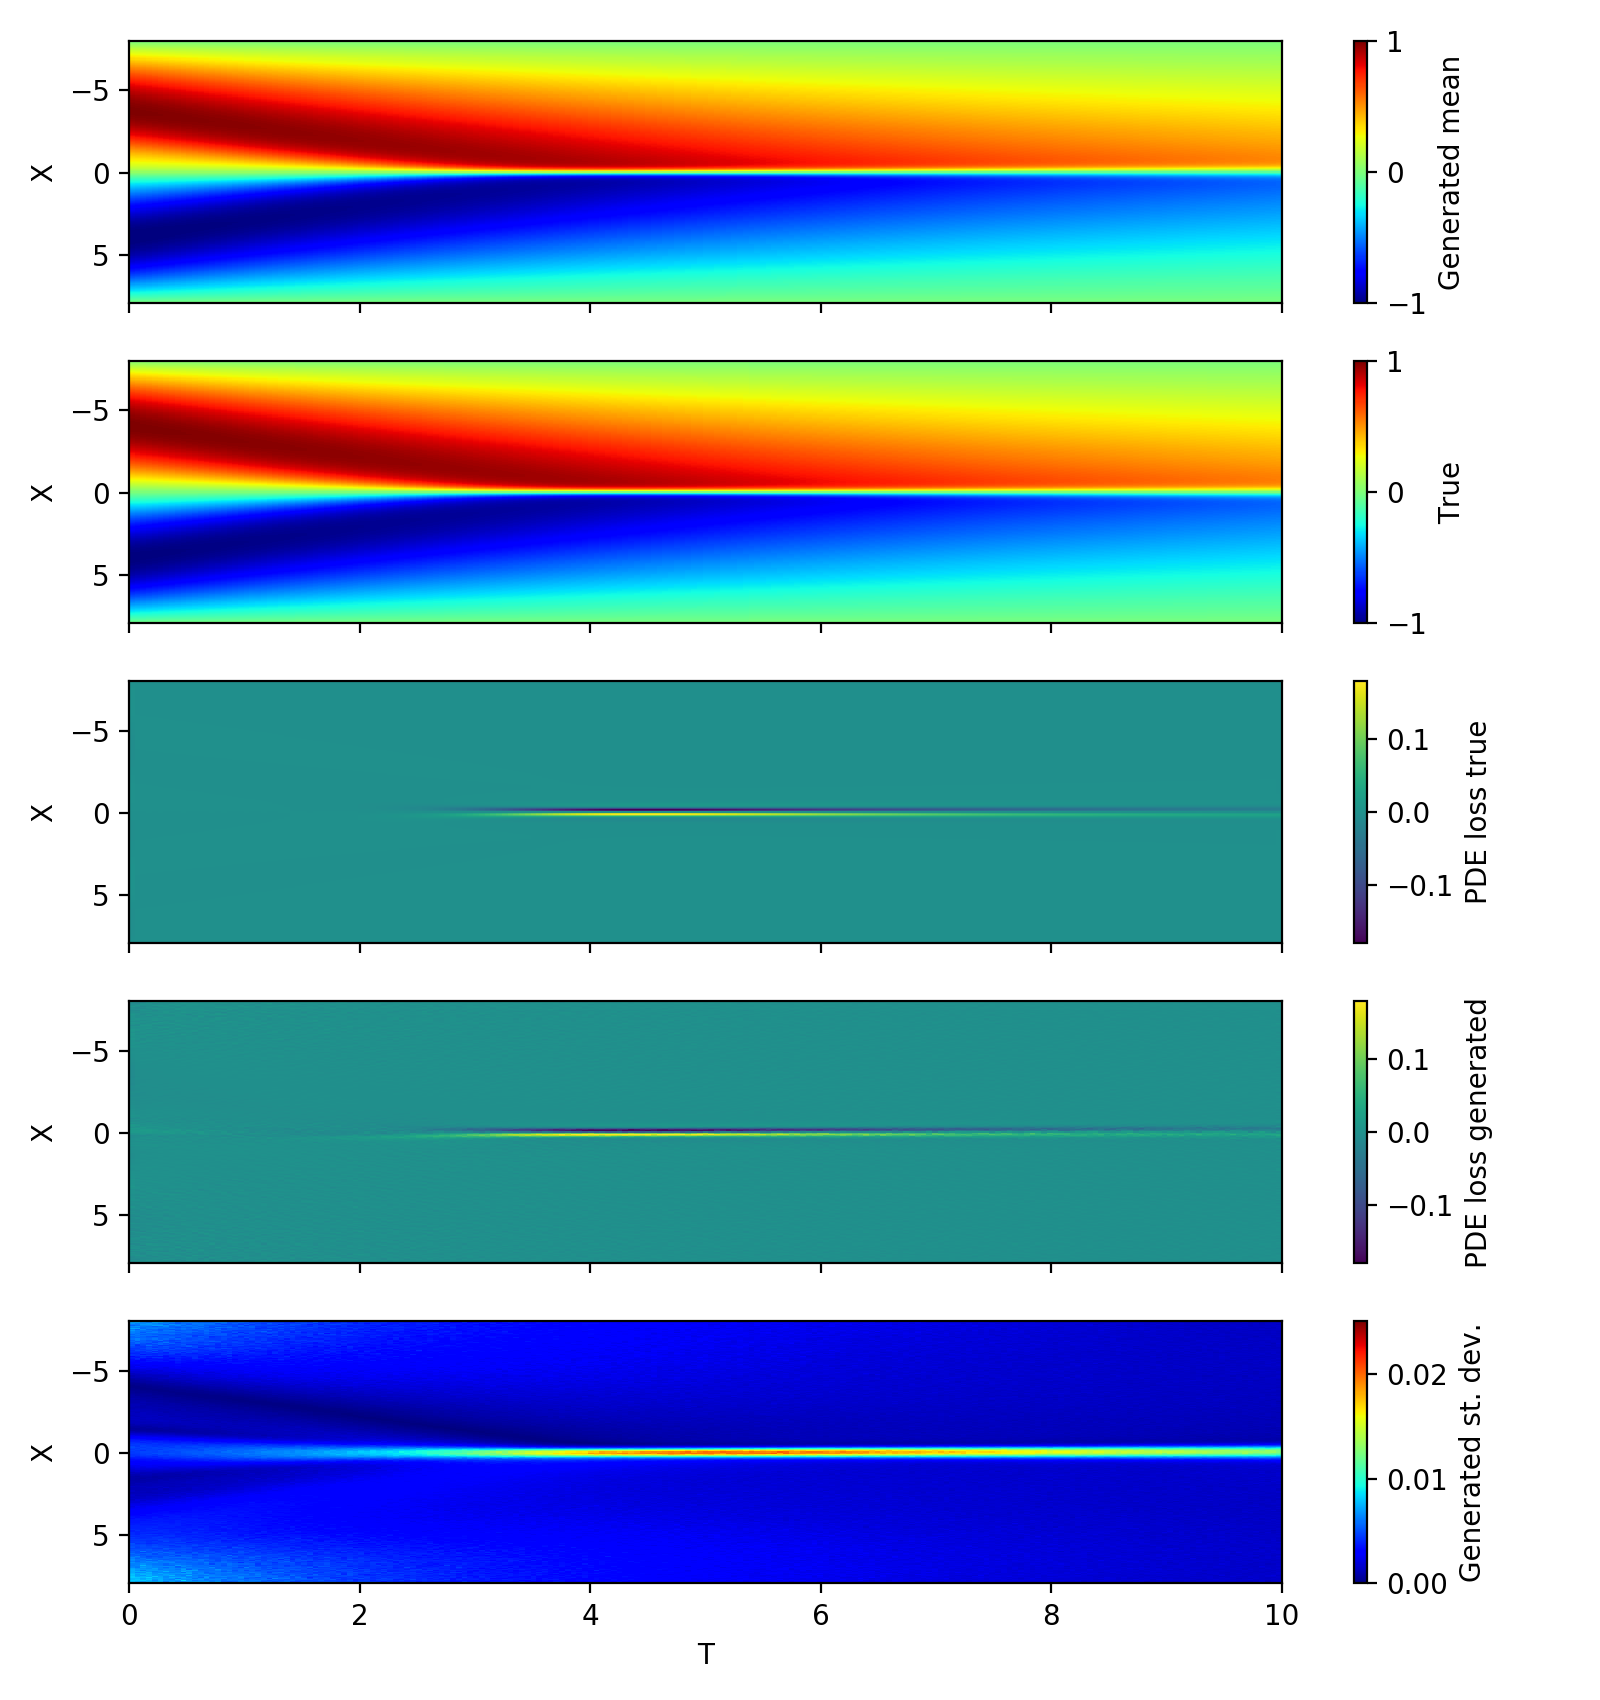 −5
0
5
X
1
0
−1
Generated mean
−5
0
5
X
1
0
−1
True
−5
0
5
X
0.1
0.0
−0.1
PDE loss true
−5
0
5
X
0.1
0.0
−0.1
PDE loss generated
−5
0
5
X
0.02
0.01
0.00
Generated st. dev.
0 2 4 6 8 10
T